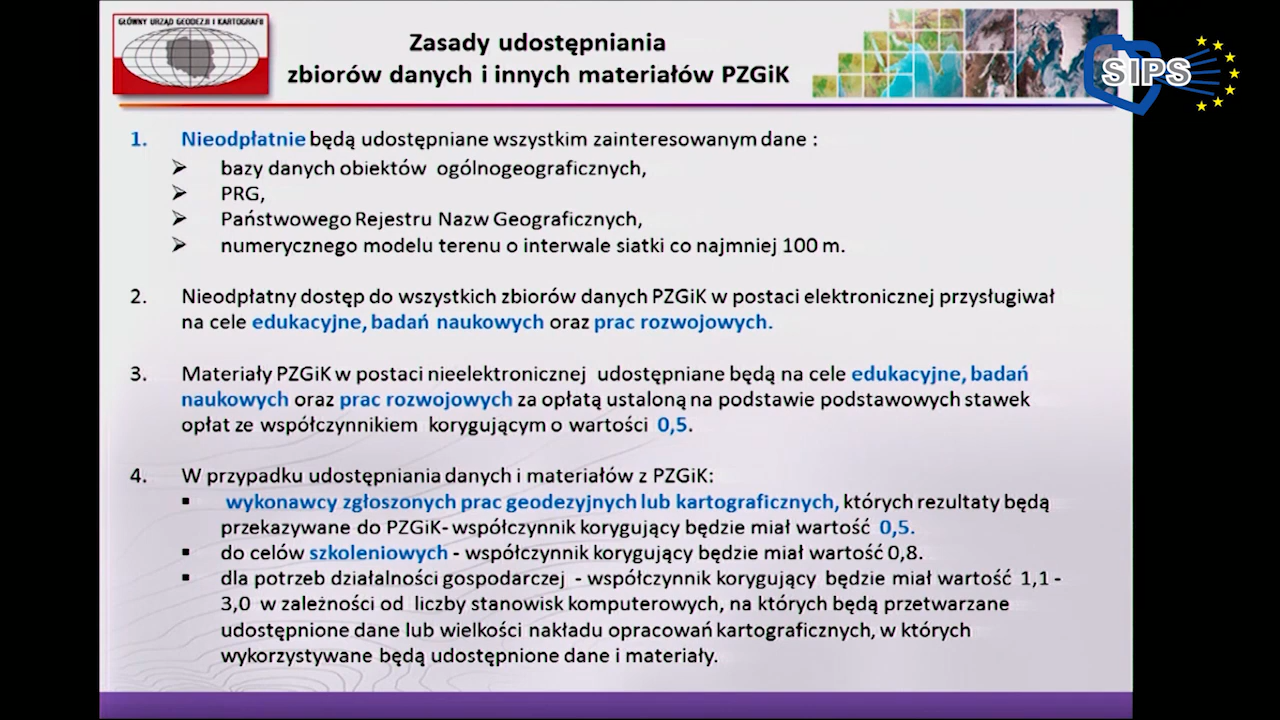 GŁÓWNY URZĄD GEODEZJI I KARTOGRAFII
Zasady udostępniania
zbiorów danych i innych materiałów PZGiK
SIPS
1. Nieodpłatnie będą udostępniane wszystkim zainteresowanym dane :
➢ bazy danych obiektów ogólnogeograficznych,
➢ PRG,
➢ Państwowego Rejestru Nazw Geograficznych,
➢ numerycznego modelu terenu o interwale siatki co najmniej 100 m.
2. Nieodpłatny dostęp do wszystkich zbiorów danych PZGiK w postaci elektronicznej przysługiwał
na cele edukacyjne, badań naukowych oraz prac rozwojowych.
3. Materiały PZGiK w postaci nieelektronicznej udostępniane będą na cele edukacyjne, badań
naukowych oraz prac rozwojowych za opłatą ustaloną na podstawie podstawowych stawek
opłat ze współczynnikiem korygującym o wartości 0,5.
4. W przypadku udostępniania danych i materiałów z PZGiK:
▪ wykonawcy zgłoszonych prac geodezyjnych lub kartograficznych, których rezultaty będą
przekazywane do PZGiK- współczynnik korygujący będzie miał wartość 0,5.
▪ do celów szkoleniowych - współczynnik korygujący będzie miał wartość 0,8.
▪ dla potrzeb działalności gospodarczej - współczynnik korygujący będzie miał wartość 1,1 -
3,0 w zależności od liczby stanowisk komputerowych, na których będą przetwarzane
udostępnione dane lub wielkości nakładu opracowań kartograficznych, w których
wykorzystywane będą udostępnione dane i materiały.